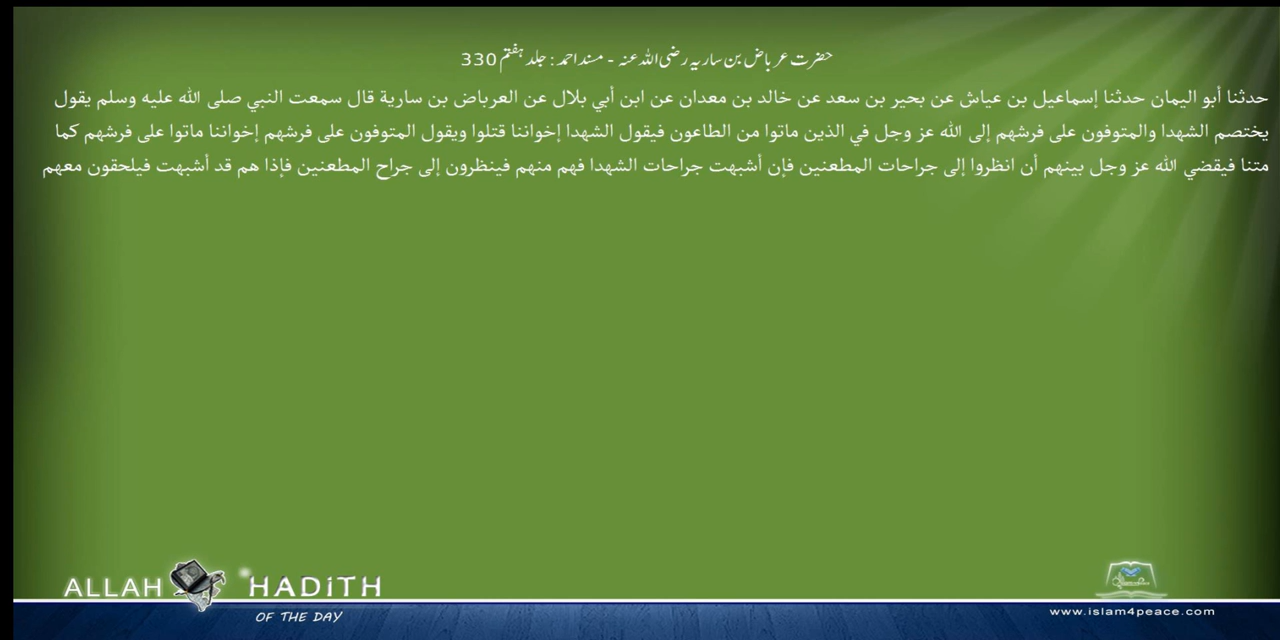 حضرت عرباض بن ساریہ رضی اللہ عنہ - مسند احمد : جلد ہفتم 330
حدثنا أبو اليمان حدثنا إسماعيل بن عياش عن بحير بن سعد عن خالد بن معدان عن ابن أبي بلال عن العرباض بن سارية قال سمعت النبي صلى الله عليه وسلم يقول
يختصم الشهدا والمتوفون على فرشهم إلى الله عز وجل في الذين ماتوا من الطاعون فيقول الشهدا إخواننا قتلوا ويقول المتوفون على فرشهم إخواننا ماتوا على فرشهم كما
متنا فيقضي الله عز وجل بينهم أن انظروا إلى جراحات المطعنين فإن أشبهت جراحات الشهدا فهم منهم فينظرون إلى جراح المطعنين فإذا هم قد أشبهت فيلحقون معهم
ALLAH HADITH
OF THE DAY
www.islam4peace.com